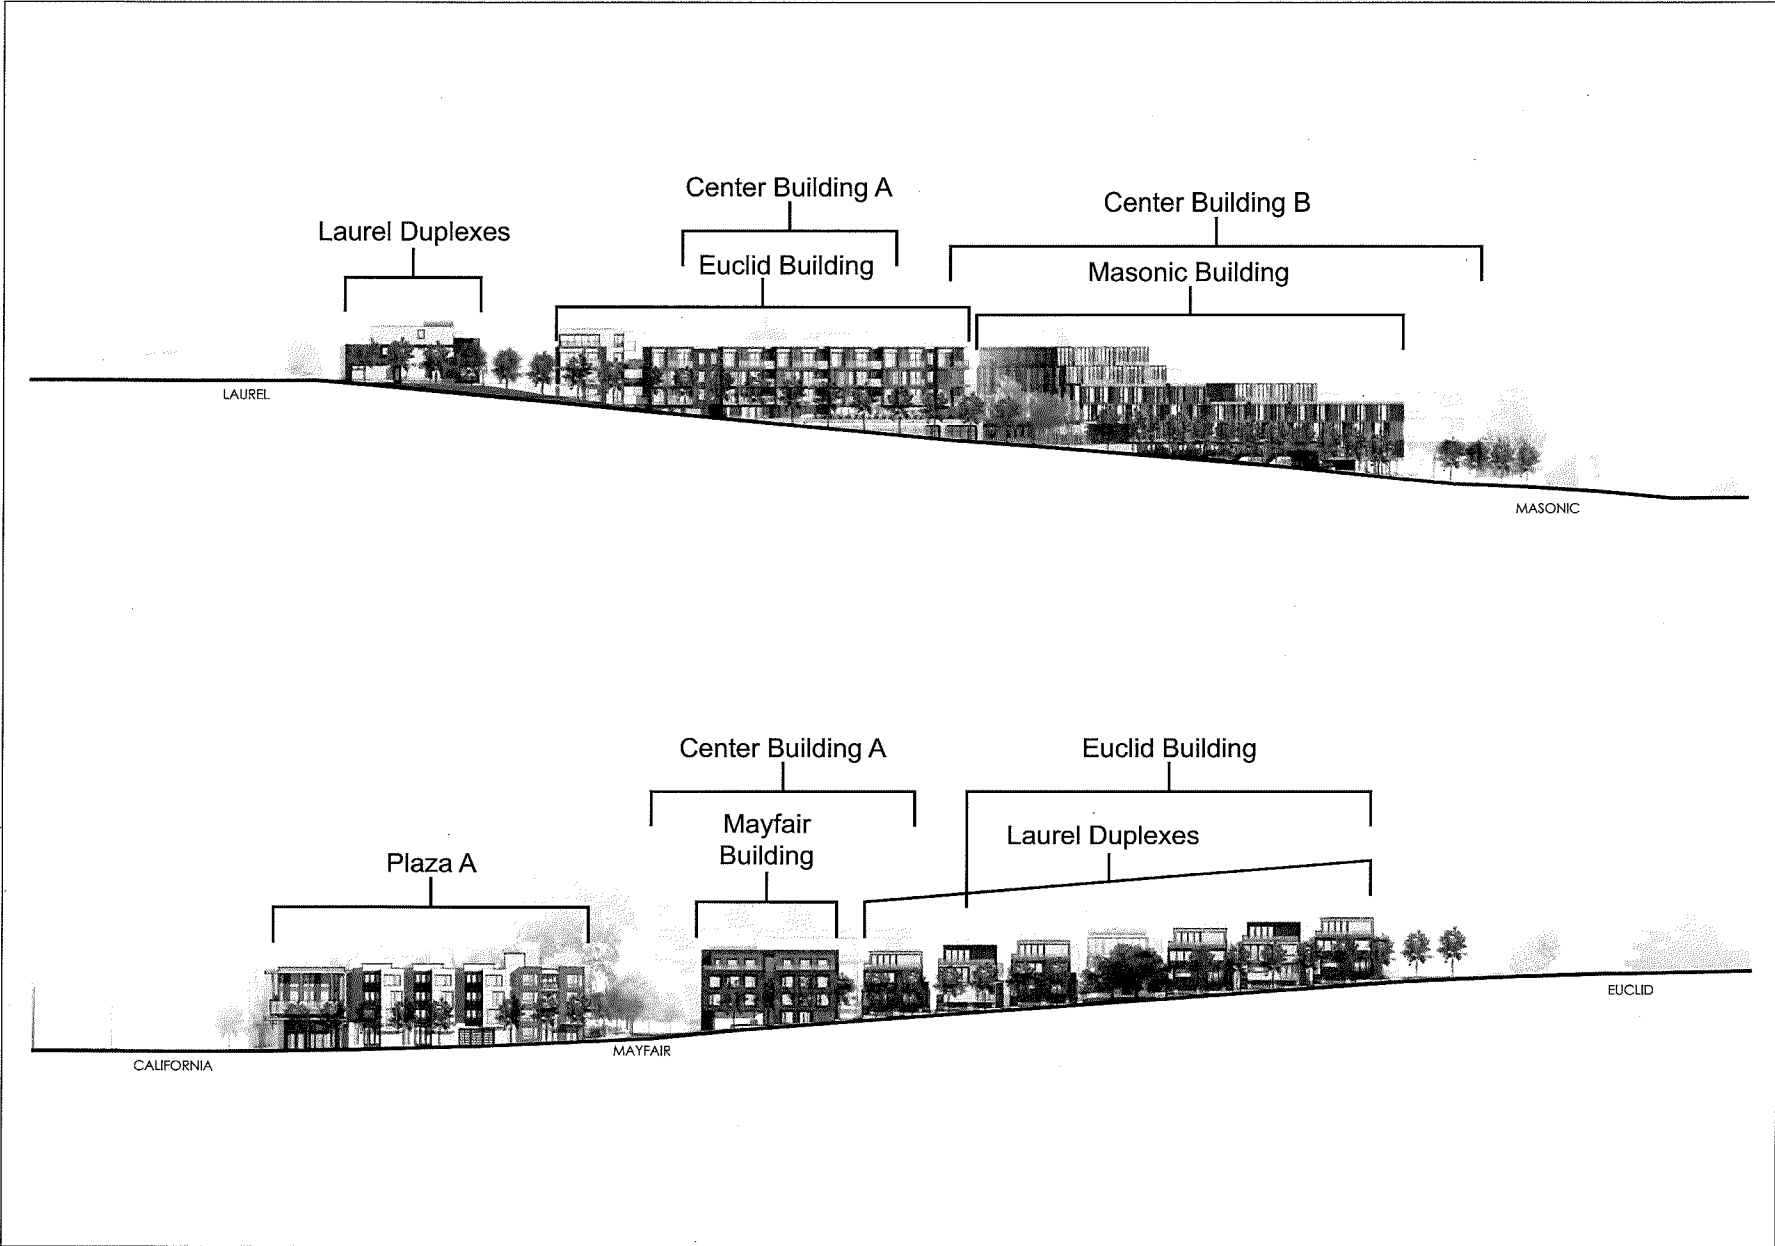 Center Building A
Center Building B
Laurel Duplexes
Euclid Building
Masonic Building
LAUREL
MASONIC
Center Building A
Euclid Building
Mayfair
Building
Laurel Duplexes
Plaza A
EUCLID
MAYFAIR
CALIFORNIA